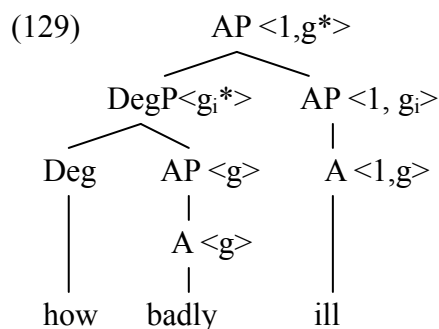 (129) AP <1,g*>
DegP<gᵢ*> AP <1, gᵢ>
Deg AP <g> A <1,g>
A <g>
how badly ill